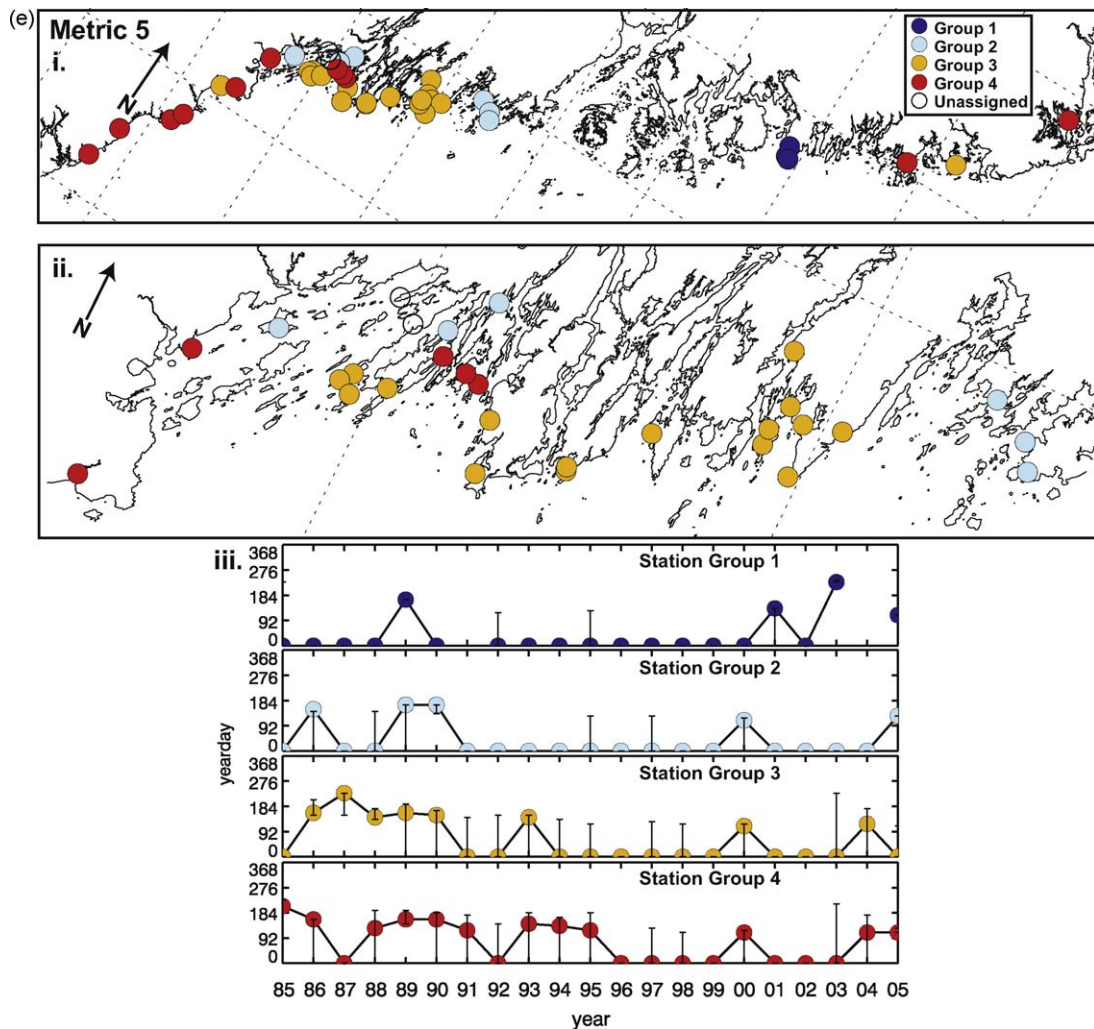 (e)
Metric 5
i.
N
Group 1
Group 2
Group 3
Group 4
Unassigned
ii.
N
iii.
Station Group 1
368
276
184
92
0
Station Group 2
368
276
184
92
0
yearday
Station Group 3
368
276
184
92
0
Station Group 4
368
276
184
92
0
85 86 87 88 89 90 91 92 93 94 95 96 97 98 99 00 01 02 03 04 05
year